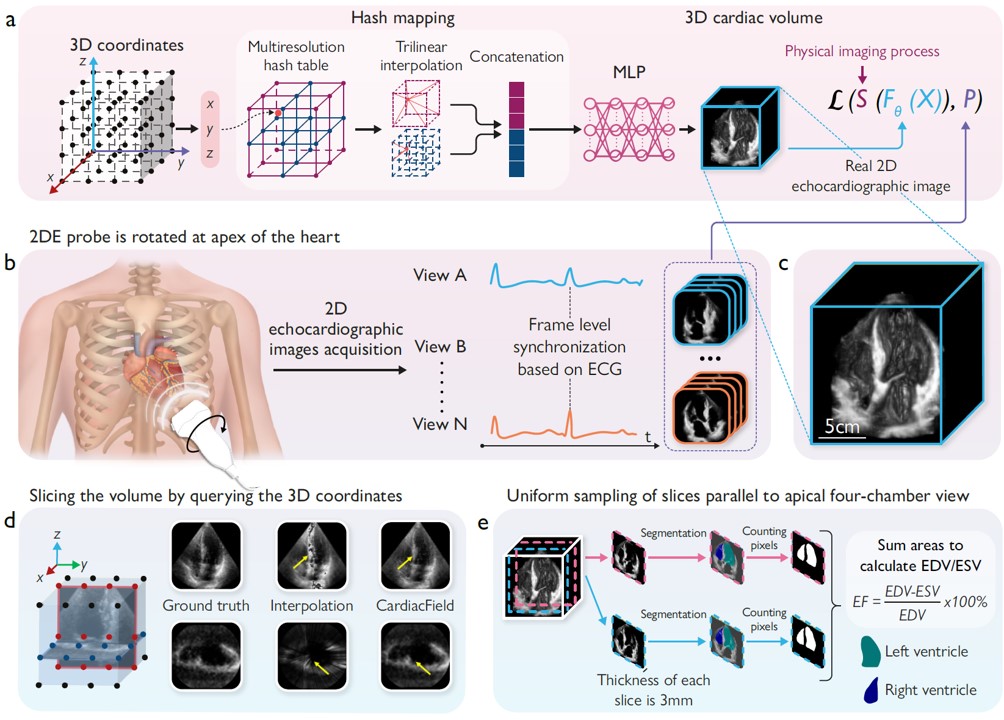 a
Hash mapping
3D cardiac volume
3D coordinates
z
y
x
x
y
z
Multiresolution
hash table
Trilinear
interpolation
Concatenation
MLP
Physical imaging process
ℒ (S (Fθ (X)), P)
Real 2D
echocardiographic image
2DE probe is rotated at apex of the heart
b
2D
echocardiographic
images acquisition
View A
View B
View N
Frame level
synchronization
based on ECG
t
...
c
5cm
Slicing the volume by querying the 3D coordinates
d
z
y
x
Ground truth
Interpolation
CardiacField
Uniform sampling of slices parallel to apical four-chamber view
e
Segmentation
Counting
pixels
Segmentation
Counting
pixels
Thickness of each
slice is 3mm
Sum areas to
calculate EDV/ESV
EF = EDV-ESV / EDV x100%
Left ventricle
Right ventricle